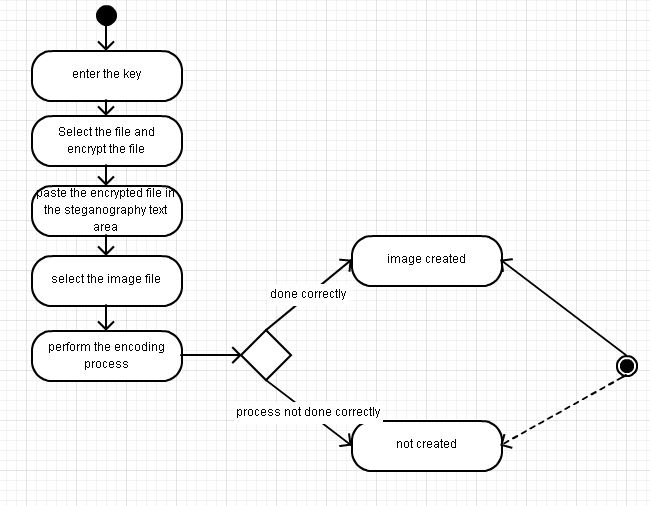 enter the key
Select the file and
encrypt the file
paste the encrypted file in
the steganography text
area
select the image file
perform the encoding
process
done correctly
image created
process not done correctly
not created